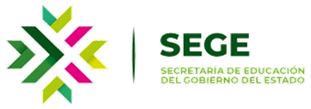 SEGE
SECRETARÍA DE EDUCACIÓN
DEL GOBIERNO DEL ESTADO